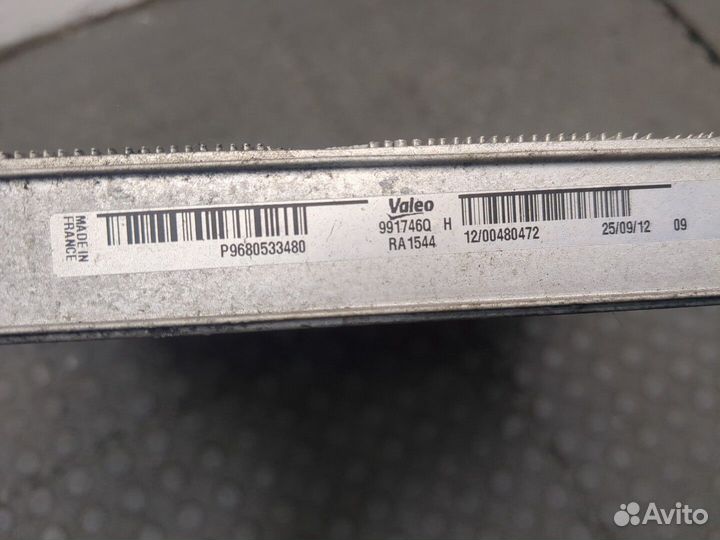 MADE IN
FRANCE
P9680533480
Valeo
991746Q H
RA1544
12/00480472
25/09/12 09
Avito